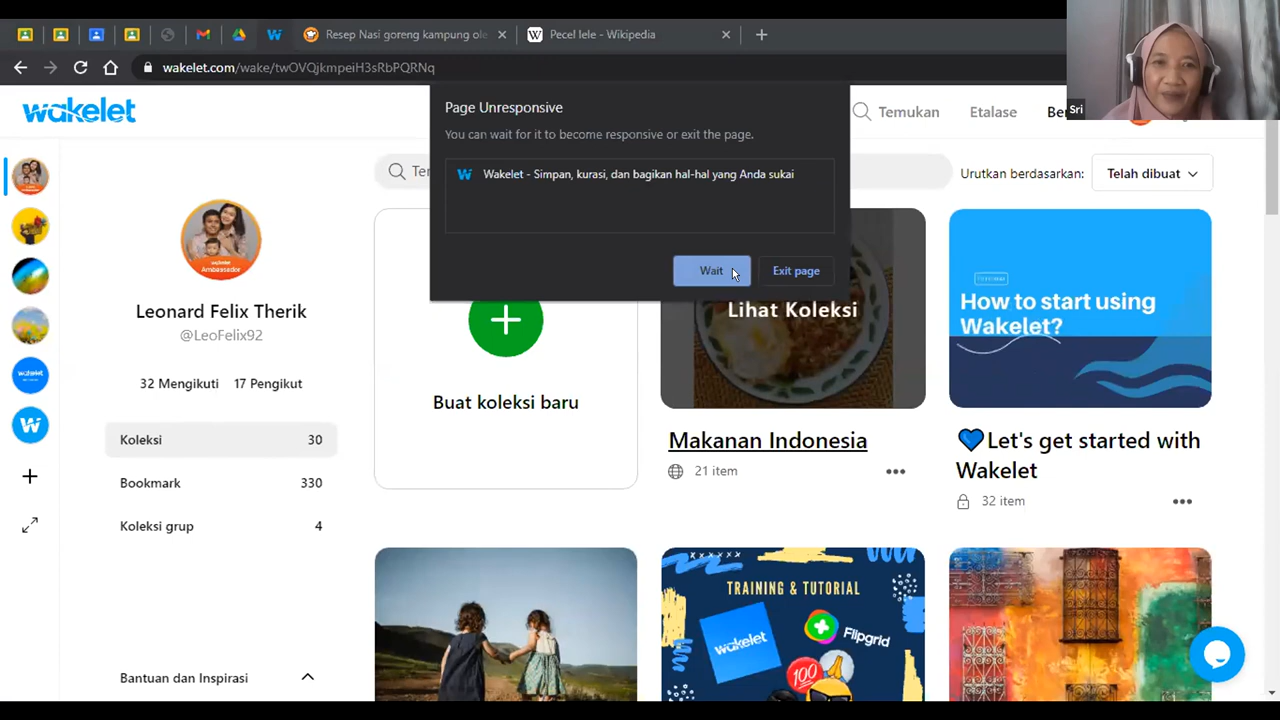 Resep Nasi goreng kampung ole
Pecel lele - Wikipedia
wakelet.com/wake/twOVQjkmpeiH3sRbPQRNq
Sri
wakelet
Temukan
Etalase
Ber
Page Unresponsive
You can wait for it to become responsive or exit the page.
Wakelet - Simpan, kurasi, dan bagikan hal-hal yang Anda sukai
Wait
Exit page
Urutkan berdasarkan:
Telah dibuat
Ambassador
Leonard Felix Therik
@LeoFelix92
32 Mengikuti 17 Pengikut
Koleksi 30
Bookmark 330
Koleksi grup 4
Bantuan dan Inspirasi
Buat koleksi baru
Lihat Koleksi
Makanan Indonesia
21 item
How to start using
Wakelet?
💙Let's get started with
Wakelet
32 item
TRAINING & TUTORIAL
wakelet
Flipgrid
100